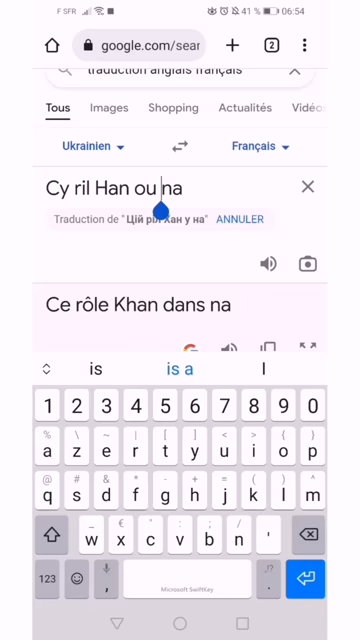 F SFR 41 % 06:54
google.com/sear 2
traduction anglais français
Tous Images Shopping Actualités Vidéos
Ukrainien Français
Cy ril Han ou na
Traduction de " Цій ріл Хан у на" ANNULER
Ce rôle Khan dans na
is is a I
1 2 3 4 5 6 7 8 9 0
% \ ~ | [ ] < > { }
a z e r t y u i o p
@ # & * - + = ( ) ^
q s d f g h j k l m
_ € " : ; /
w x c v b n '
,!?
123 , Microsoft SwiftKey .